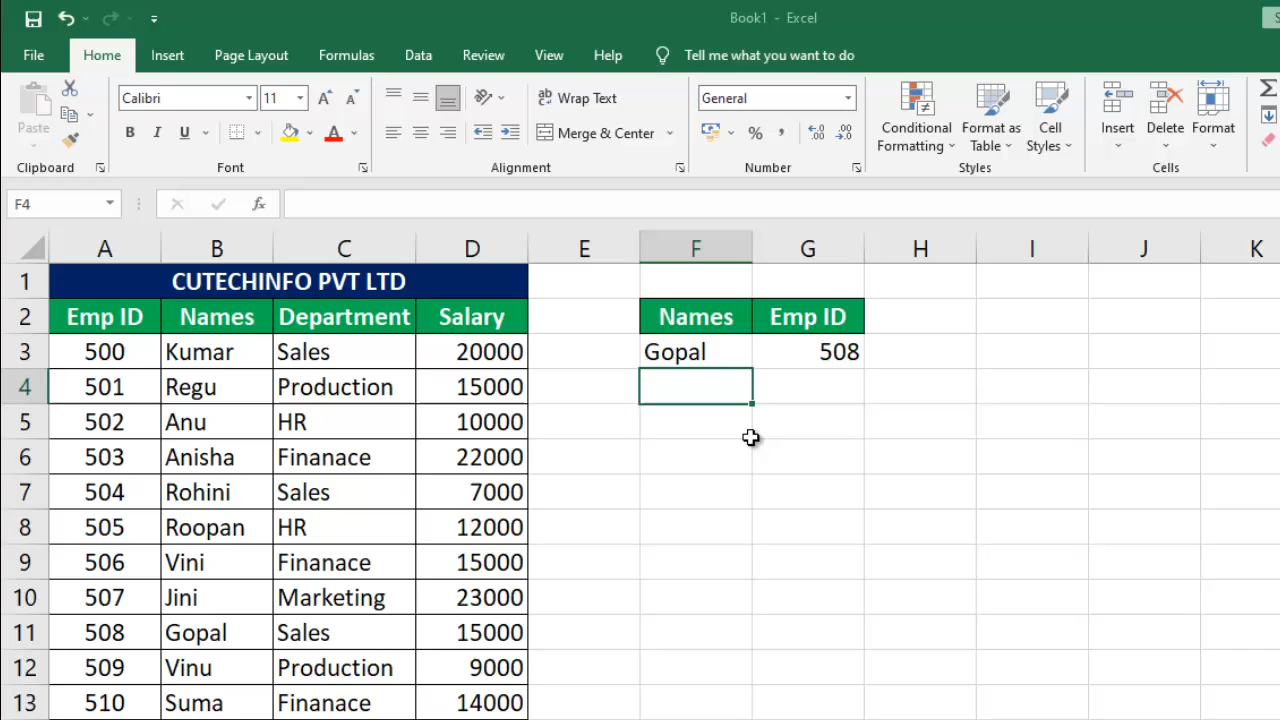 Book1 - Excel
File Home Insert Page Layout Formulas Data Review View Help Tell me what you want to do
Calibri 11 A A ab Wrap Text General
Paste B I U A Merge & Center % , Conditional Formatting Format as Table Cell Styles Insert Delete Format
Clipboard Font Alignment Number Styles Cells
F4 fx
A B C D E F G H I J K
1 CUTECHINFO PVT LTD
2 Emp ID Names Department Salary Names Emp ID
3 500 Kumar Sales 20000 Gopal 508
4 501 Regu Production 15000
5 502 Anu HR 10000
6 503 Anisha Finanace 22000
7 504 Rohini Sales 7000
8 505 Roopan HR 12000
9 506 Vini Finanace 15000
10 507 Jini Marketing 23000
11 508 Gopal Sales 15000
12 509 Vinu Production 9000
13 510 Suma Finanace 14000